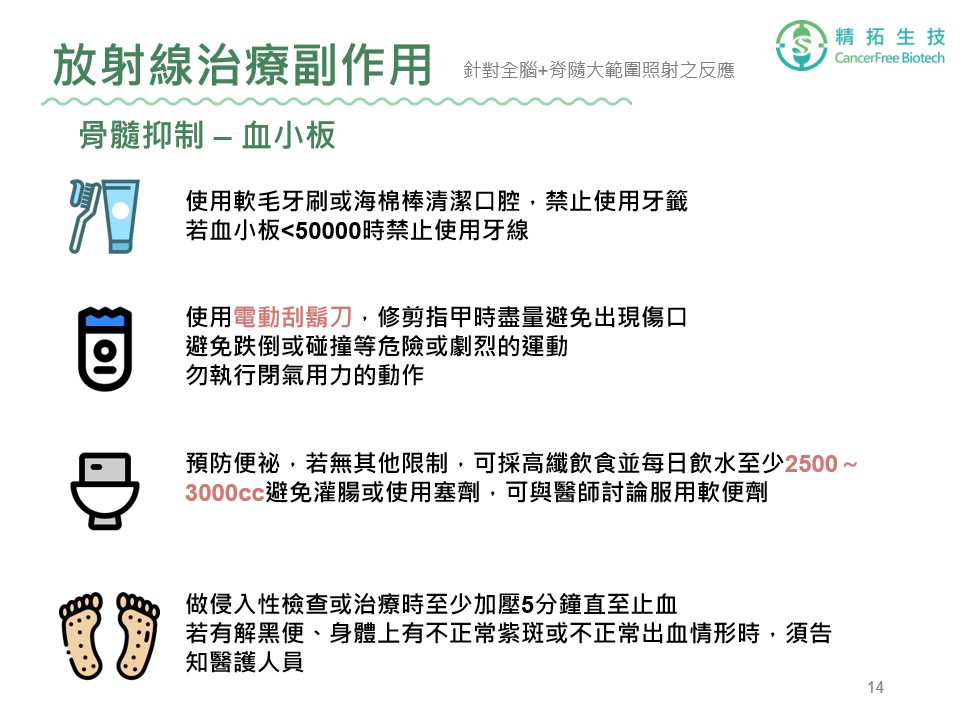 放射線治療副作用
針對全腦+脊隨大範圍照射之反應
精拓生技
CancerFree Biotech
骨髓抑制 – 血小板
使用軟毛牙刷或海棉棒清潔口腔，禁止使用牙籤
若血小板<50000時禁止使用牙線
使用電動刮鬍刀，修剪指甲時盡量避免出現傷口
避免跌倒或碰撞等危險或劇烈的運動
勿執行閉氣用力的動作
預防便祕，若無其他限制，可採高纖飲食並每日飲水至少2500～
3000cc避免灌腸或使用塞劑，可與醫師討論服用軟便劑
做侵入性檢查或治療時至少加壓5分鐘直至止血
若有解黑便、身體上有不正常紫斑或不正常出血情形時，須告
知醫護人員
14